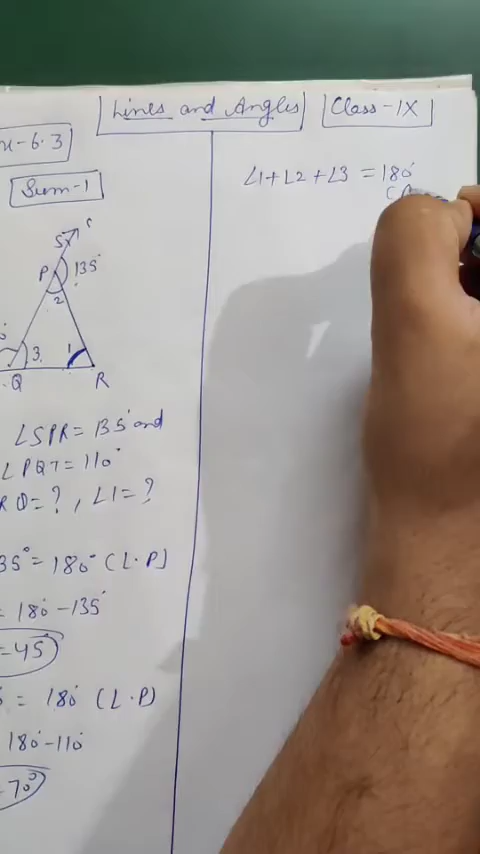 Lines and Angles Class-IX
6.3
Sum-1
∠1+∠2+∠3 = 180°
S
P 135°
2
3 1
Q R
∠SPR = 135° and
∠PQT = 110°
RQ = ?, ∠1 = ?
35° = 180° (L.P)
= 180° - 135°
= 45°
= 180° (L.P)
180° - 110°
70°